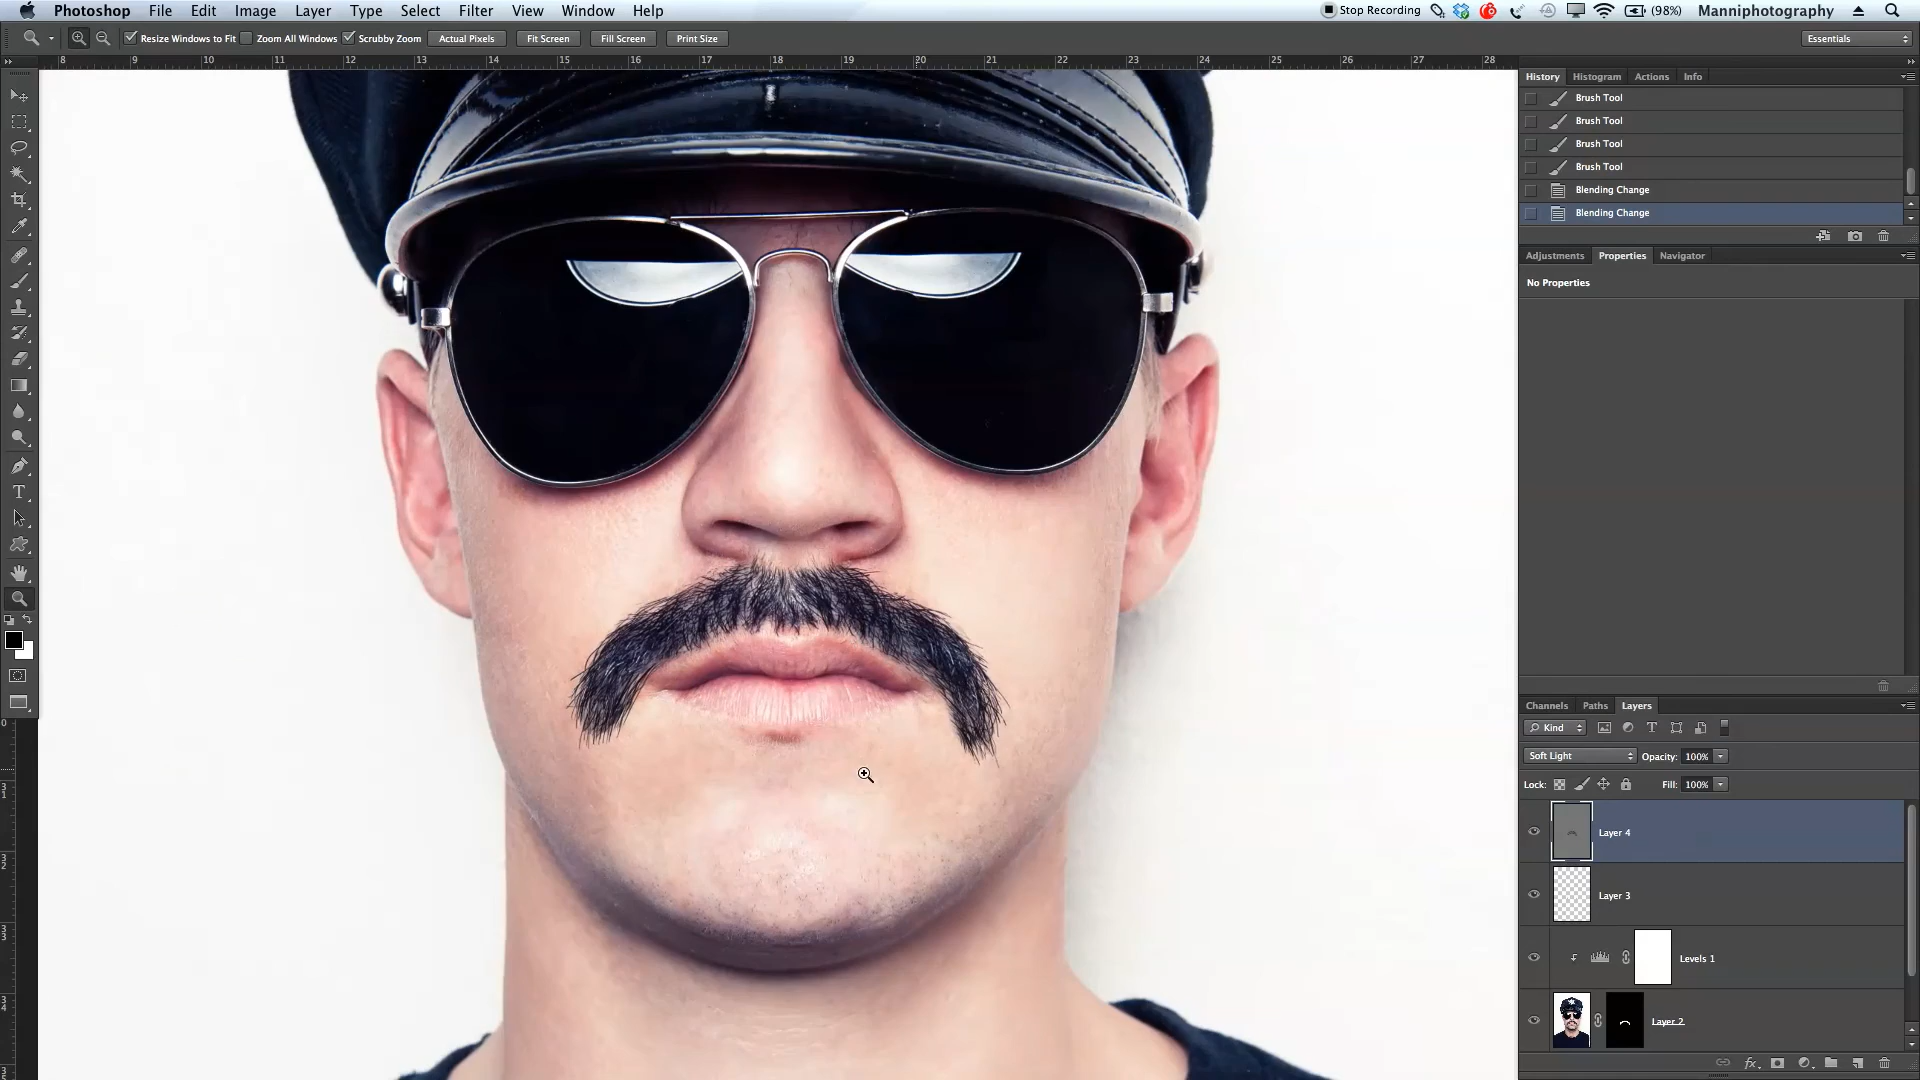 Photoshop File Edit Image Layer Type Select Filter View Window Help Stop Recording (98%) Manniphotography
Resize Windows to Fit Zoom All Windows Scrubby Zoom Actual Pixels Fit Screen Fill Screen Print Size Essentials
8 9 10 11 12 13 14 15 16 17 18 19 20 21 22 23 24 25 26 27 28
History Histogram Actions Info
Brush Tool
Brush Tool
Brush Tool
Brush Tool
Blending Change
Blending Change
Adjustments Properties Navigator
No Properties
Channels Paths Layers
Kind
Soft Light Opacity: 100%
Lock: Fill: 100%
Layer 4
Layer 3
Levels 1
Layer 2